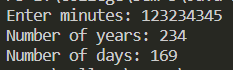 Enter minutes: 123234345
Number of years: 234
Number of days: 169